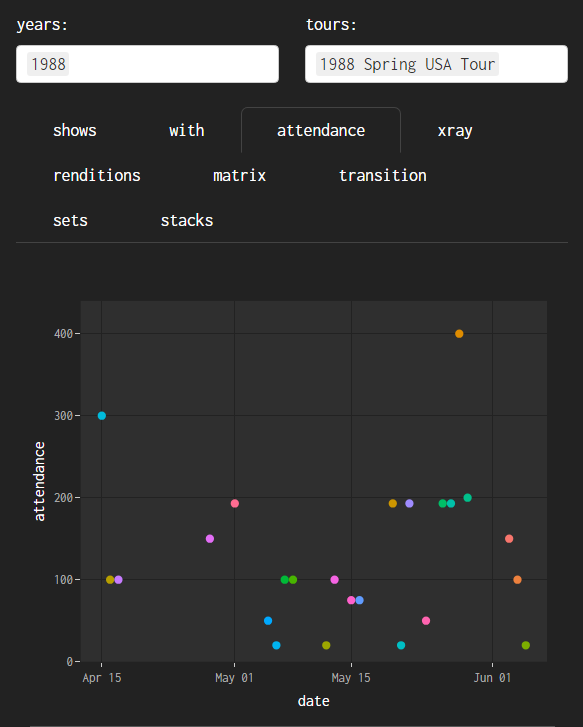 years: tours:
1988 1988 Spring USA Tour
shows with attendance xray
renditions matrix transition
sets stacks
400
300
200
100
0
attendance
Apr 15 May 01 May 15 Jun 01
date